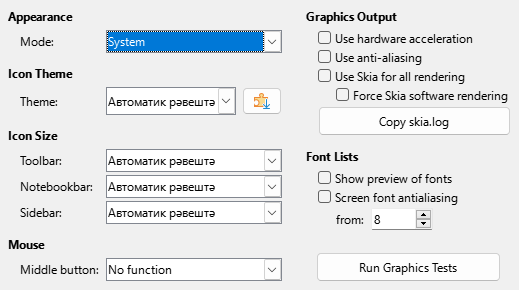 Appearance
Mode: System
Icon Theme
Theme: Автоматик рәвештә
Icon Size
Toolbar: Автоматик рәвештә
Notebookbar: Автоматик рәвештә
Sidebar: Автоматик рәвештә
Mouse
Middle button: No function
Graphics Output
Use hardware acceleration
Use anti-aliasing
Use Skia for all rendering
Force Skia software rendering
Copy skia.log
Font Lists
Show preview of fonts
Screen font antialiasing
from: 8
Run Graphics Tests